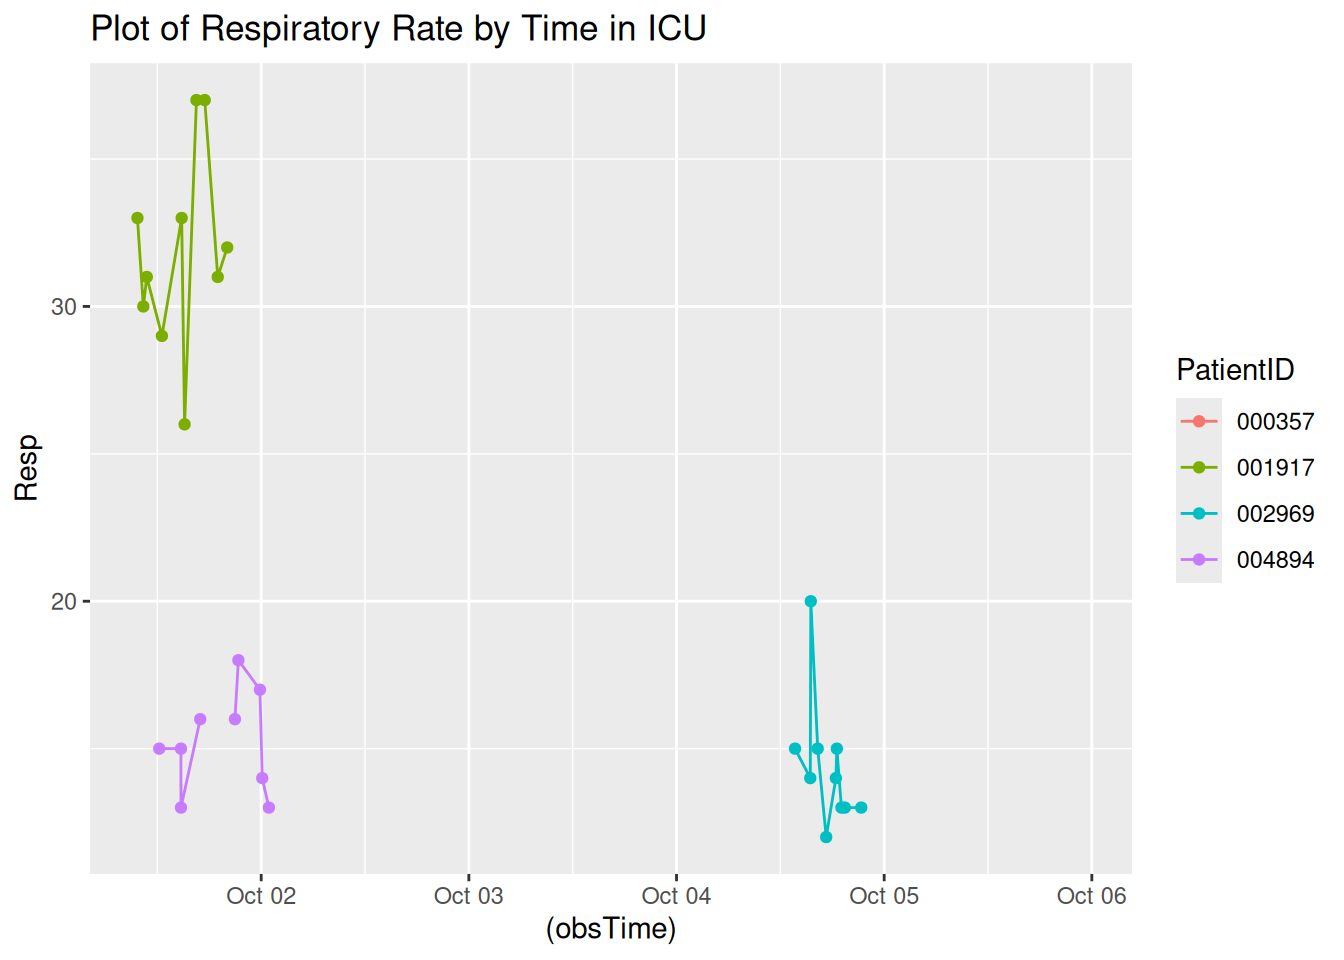 Plot of Respiratory Rate by Time in ICU
Resp
30
20
Oct 02
Oct 03
Oct 04
Oct 05
Oct 06
(obsTime)
PatientID
000357
001917
002969
004894